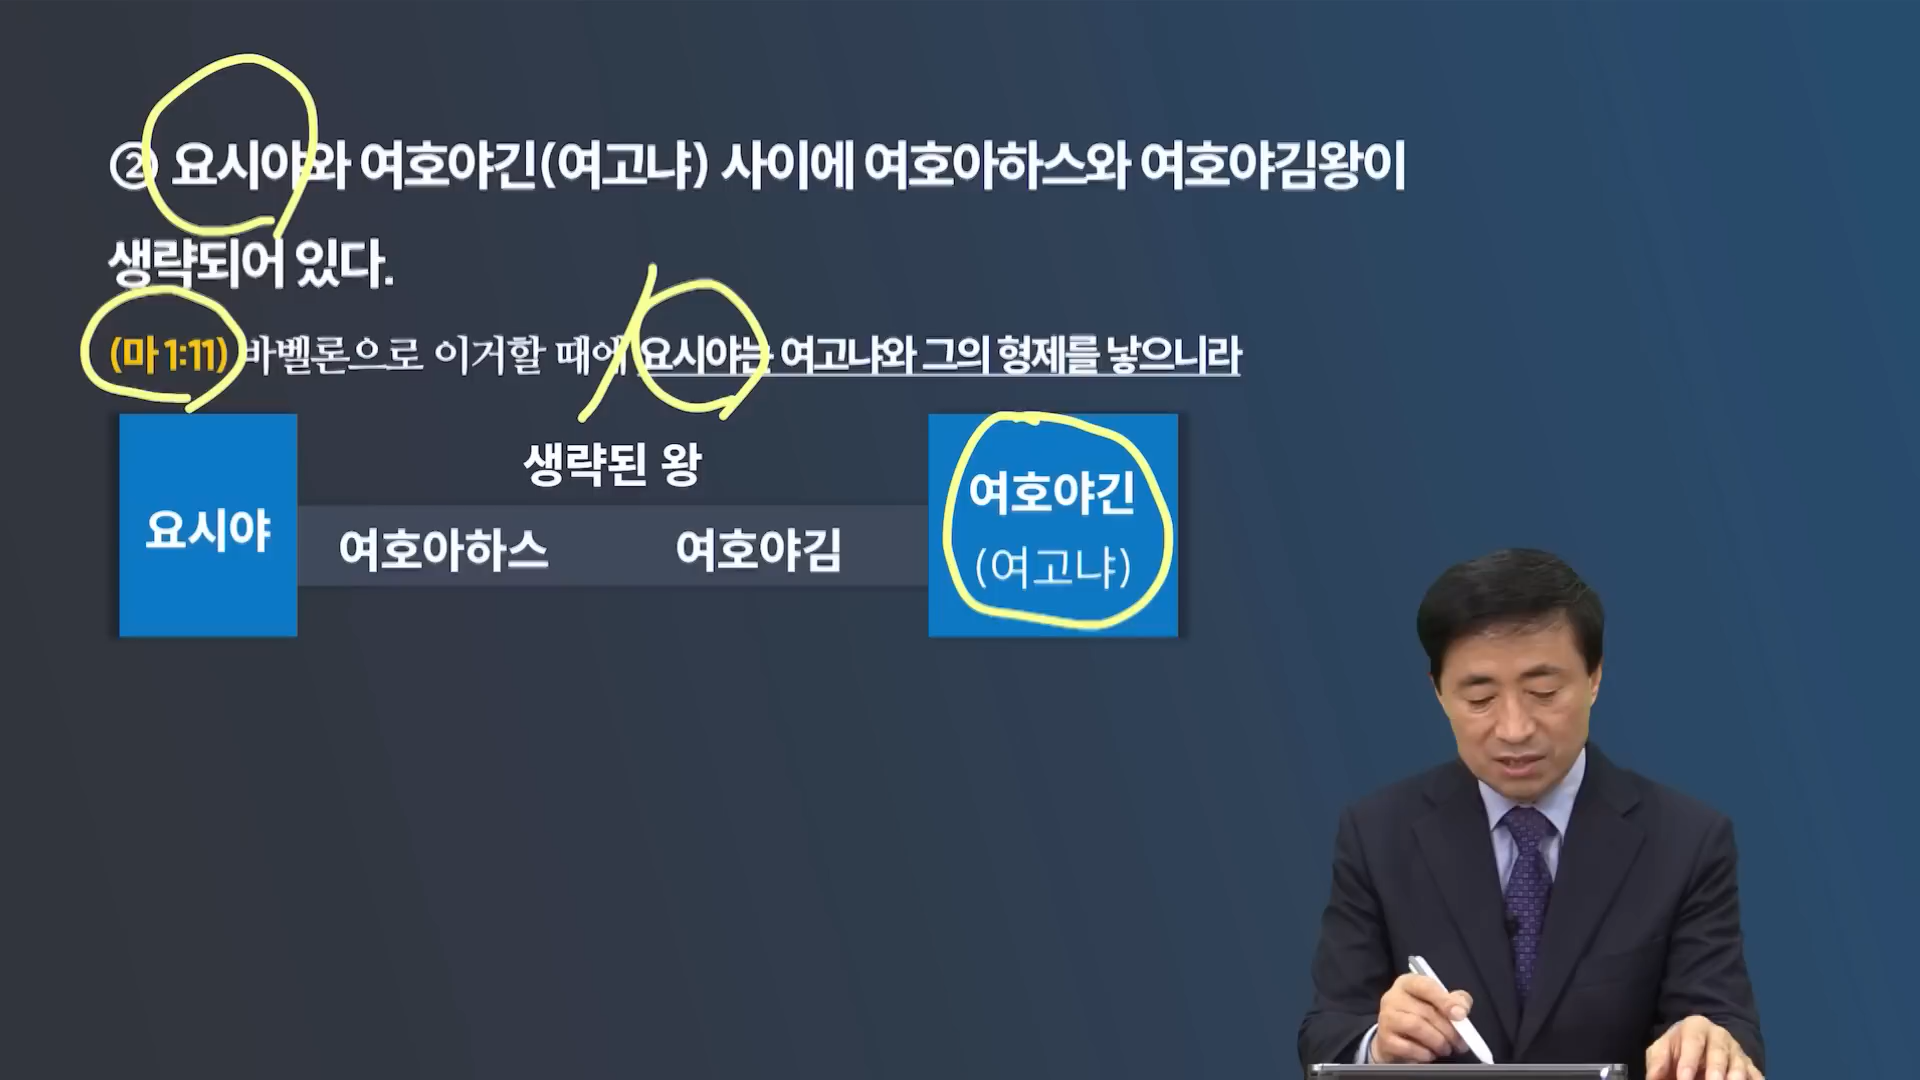 ② 요시야와 여호야긴(여고냐) 사이에 여호아하스와 여호야김왕이
생략되어 있다.
(마 1:11) 바벨론으로 이거할 때에 요시야는 여고냐와 그의 형제를 낳으니라
생략된 왕
요시야
여호아하스
여호야김
여호야긴
(여고냐)